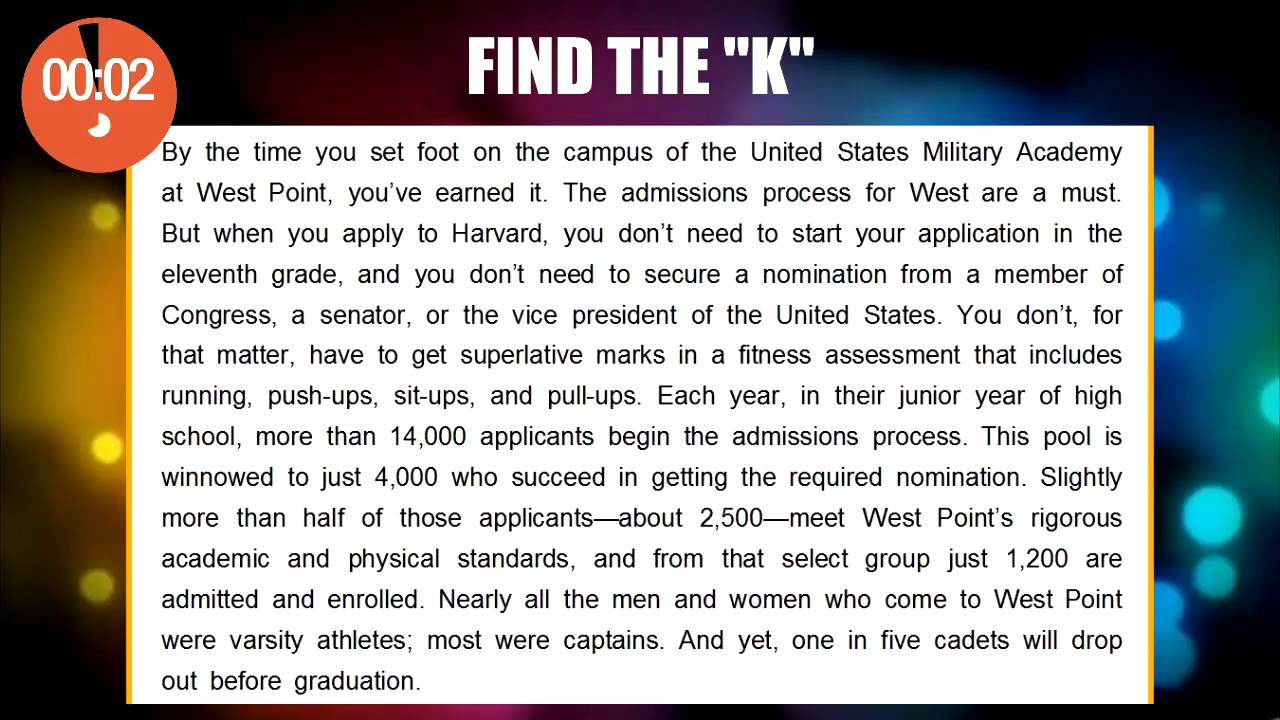 00:02
FIND THE "K"
By the time you set foot on the campus of the United States Military Academy
at West Point, you’ve earned it. The admissions process for West are a must.
But when you apply to Harvard, you don’t need to start your application in the
eleventh grade, and you don’t need to secure a nomination from a member of
Congress, a senator, or the vice president of the United States. You don’t, for
that matter, have to get superlative marks in a fitness assessment that includes
running, push-ups, sit-ups, and pull-ups. Each year, in their junior year of high
school, more than 14,000 applicants begin the admissions process. This pool is
winnowed to just 4,000 who succeed in getting the required nomination. Slightly
more than half of those applicants—about 2,500—meet West Point’s rigorous
academic and physical standards, and from that select group just 1,200 are
admitted and enrolled. Nearly all the men and women who come to West Point
were varsity athletes; most were captains. And yet, one in five cadets will drop
out before graduation.